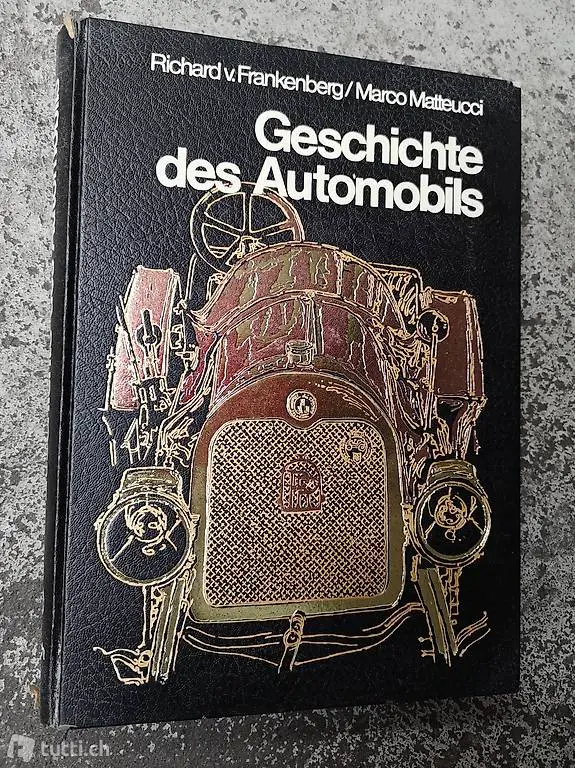 Richard v. Frankenberg/Marco Matteucci
Geschichte
des Automobils
tutti.ch